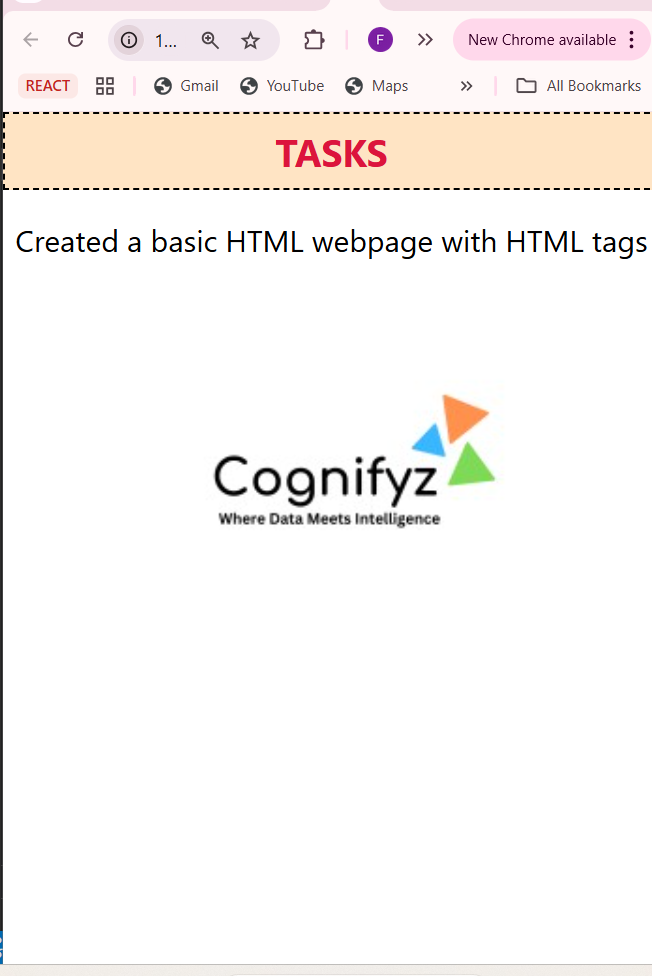 1...
F
New Chrome available
REACT
Gmail
YouTube
Maps
All Bookmarks
TASKS
Created a basic HTML webpage with HTML tags
Cognifyz
Where Data Meets Intelligence